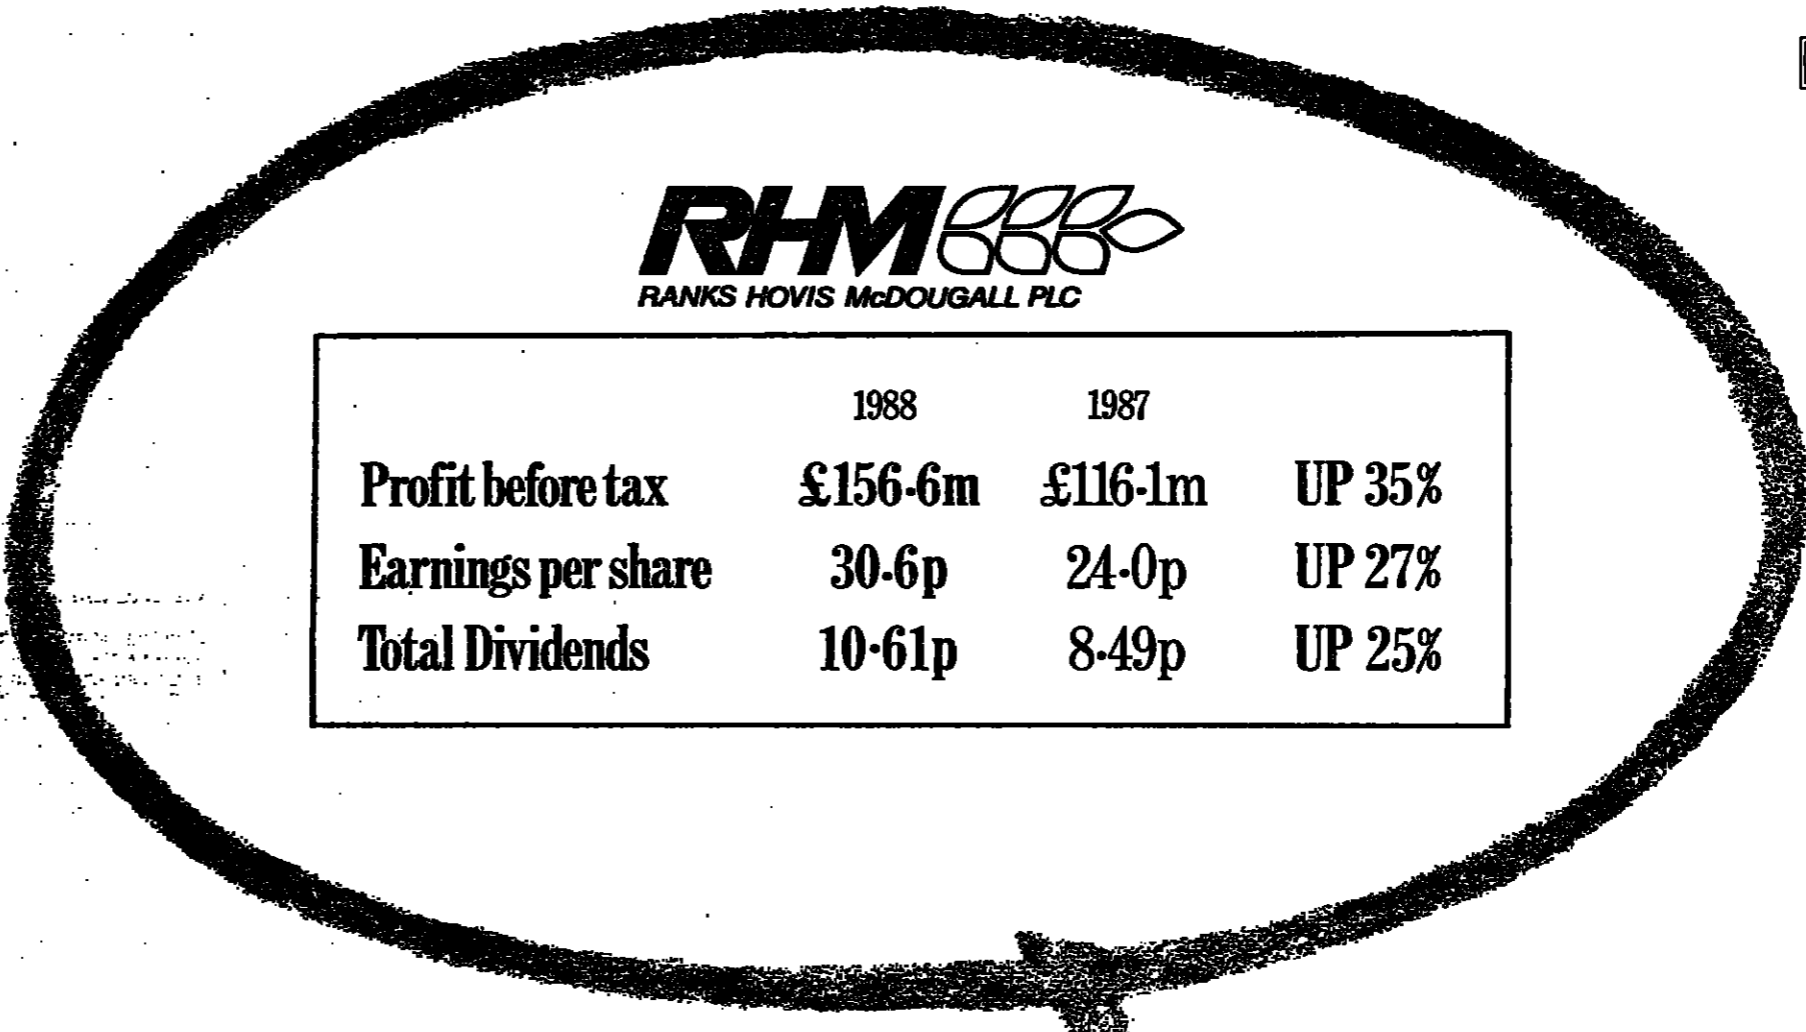 RHM
RANKS HOVIS McDOUGALL PLC
1988 1987
Profit before tax £156·6m £116·1m UP 35%
Earnings per share 30·6p 24·0p UP 27%
Total Dividends 10·61p 8·49p UP 25%